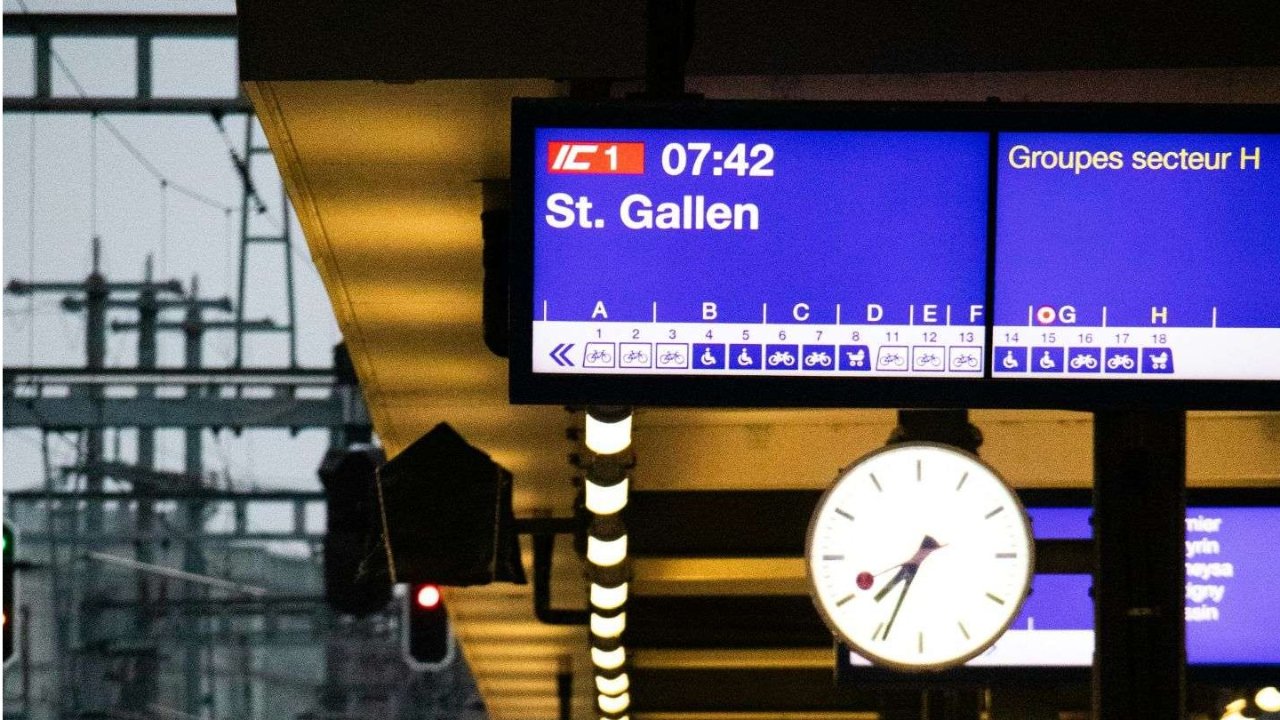 IC 1 07:42
St. Gallen
A B C D E F
1 2 3 4 5 6 7 8 11 12 13
Groupes secteur H
G H
14 15 16 17 18